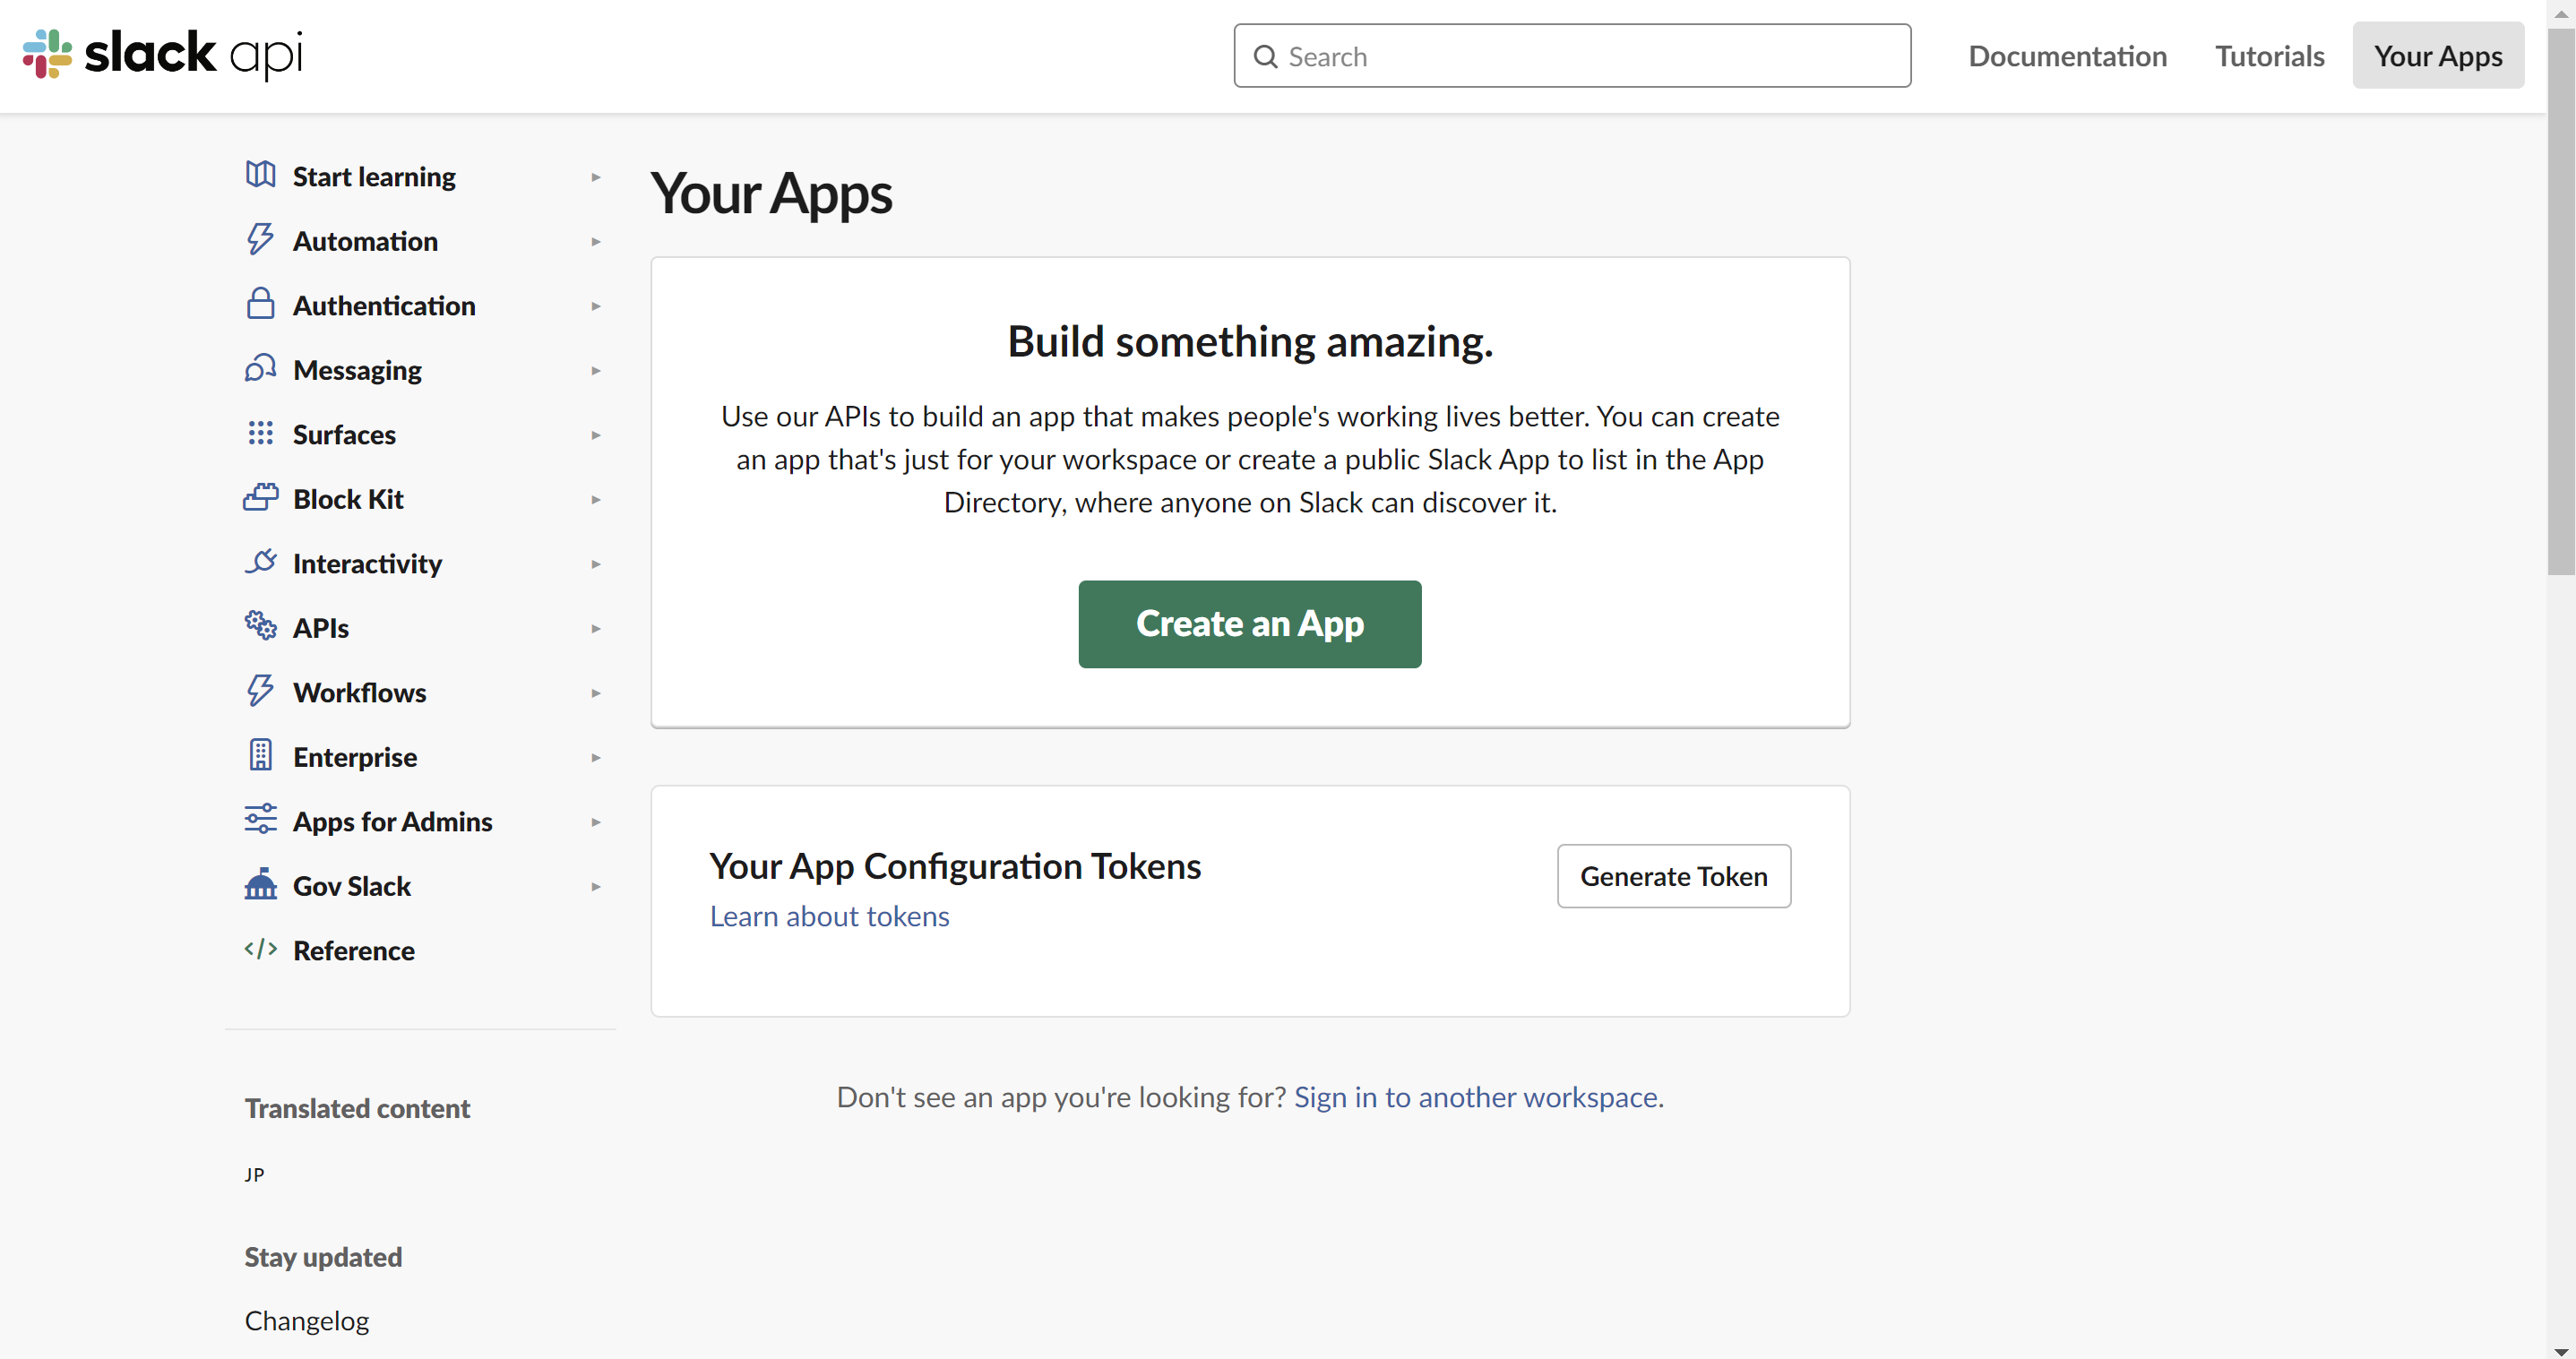 slack api
Search
Documentation
Tutorials
Your Apps
Start learning
Automation
Authentication
Messaging
Surfaces
Block Kit
Interactivity
APIs
Workflows
Enterprise
Apps for Admins
Gov Slack
Reference
Translated content
JP
Stay updated
Changelog
Your Apps
Build something amazing.
Use our APIs to build an app that makes people's working lives better. You can create
an app that's just for your workspace or create a public Slack App to list in the App
Directory, where anyone on Slack can discover it.
Create an App
Your App Configuration Tokens
Learn about tokens
Generate Token
Don't see an app you're looking for? Sign in to another workspace.